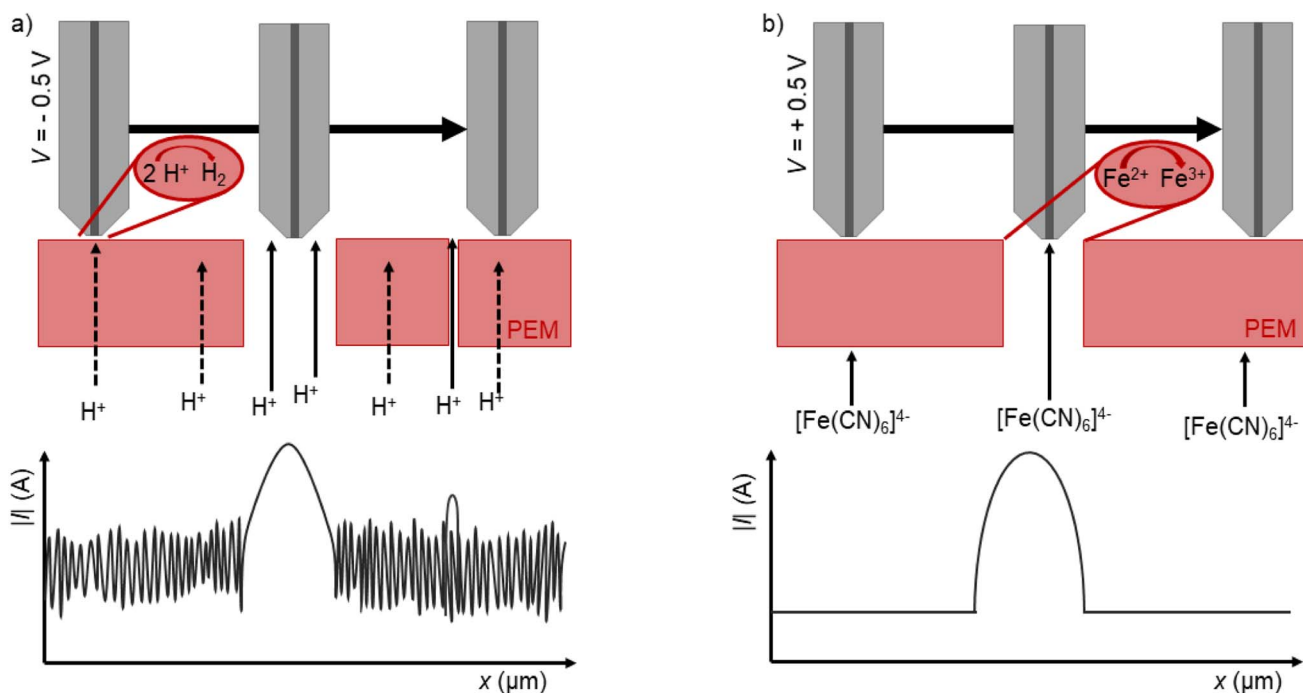 a)
V = - 0.5 V
2 H⁺ H₂
PEM
H⁺
H⁺
H⁺
H⁺
H⁺
H⁺
H⁺
|I| (A)
x (µm)
b)
V = + 0.5 V
Fe²⁺ Fe³⁺
PEM
[Fe(CN)₆]⁴⁻
[Fe(CN)₆]⁴⁻
[Fe(CN)₆]⁴⁻
|I| (A)
x (µm)